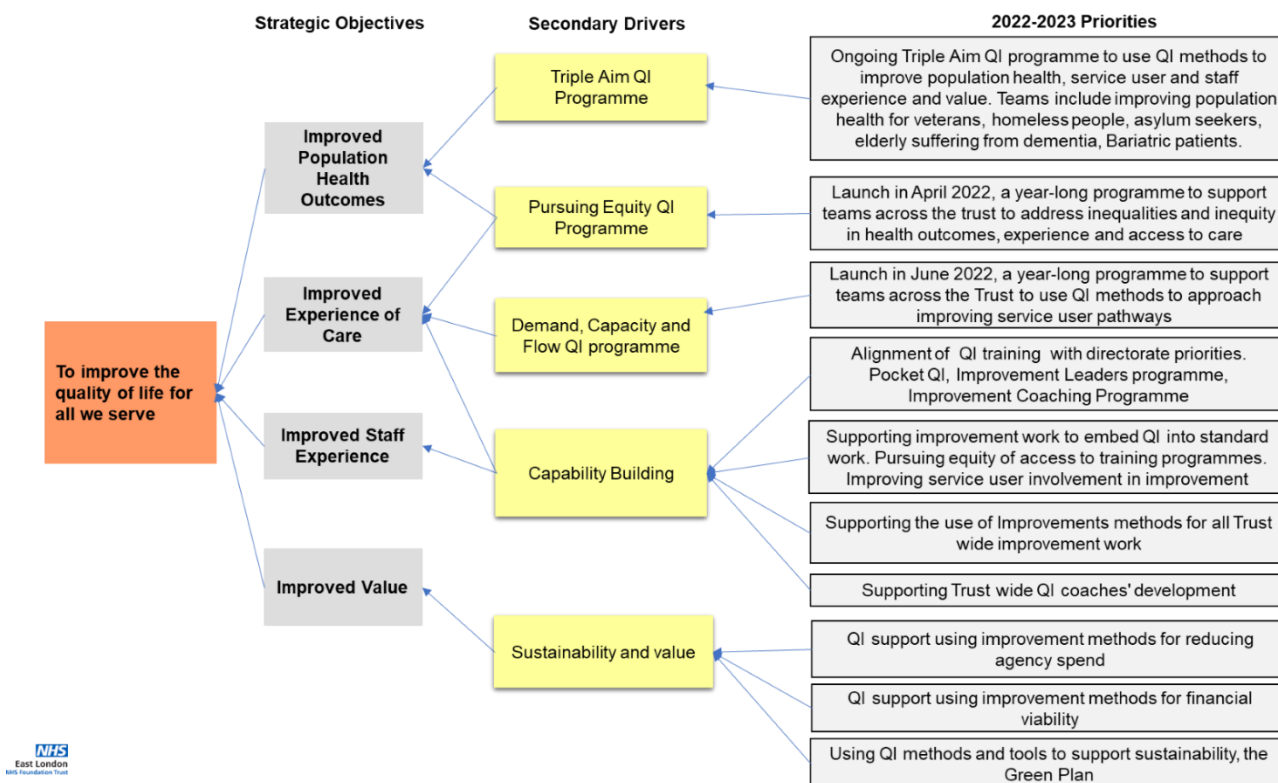 Strategic Objectives
Secondary Drivers
2022-2023 Priorities
To improve the
quality of life for
all we serve
Improved
Population
Health
Outcomes
Improved
Experience of
Care
Improved Staff
Experience
Improved Value
Triple Aim QI
Programme
Pursuing Equity QI
Programme
Demand, Capacity and
Flow QI programme
Capability Building
Sustainability and value
Ongoing Triple Aim QI programme to use QI methods to
improve population health, service user and staff
experience and value. Teams include improving population
health for veterans, homeless people, asylum seekers,
elderly suffering from dementia, Bariatric patients.
Launch in April 2022, a year-long programme to support
teams across the trust to address inequalities and inequity
in health outcomes, experience and access to care
Launch in June 2022, a year-long programme to support
teams across the Trust to use QI methods to approach
improving service user pathways
Alignment of QI training with directorate priorities.
Pocket QI, Improvement Leaders programme,
Improvement Coaching Programme
Supporting improvement work to embed QI into standard
work. Pursuing equity of access to training programmes.
Improving service user involvement in improvement
Supporting the use of Improvements methods for all Trust
wide improvement work
Supporting Trust wide QI coaches' development
QI support using improvement methods for reducing
agency spend
QI support using improvement methods for financial
viability
Using QI methods and tools to support sustainability, the
Green Plan
NHS
East London
NHS Foundation Trust